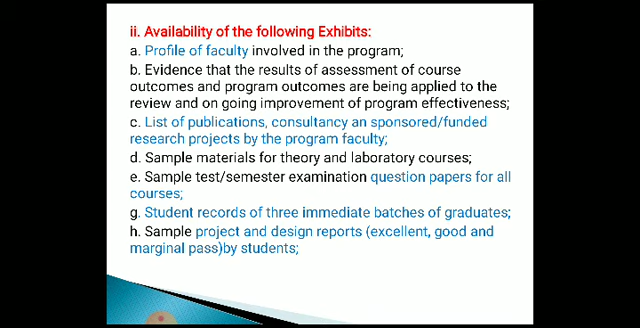 ii. Availability of the following Exhibits:
a. Profile of faculty involved in the program;
b. Evidence that the results of assessment of course
outcomes and program outcomes are being applied to the
review and on going improvement of program effectiveness;
c. List of publications, consultancy an sponsored/funded
research projects by the program faculty;
d. Sample materials for theory and laboratory courses;
e. Sample test/semester examination question papers for all
courses;
g. Student records of three immediate batches of graduates;
h. Sample project and design reports (excellent, good and
marginal pass)by students;